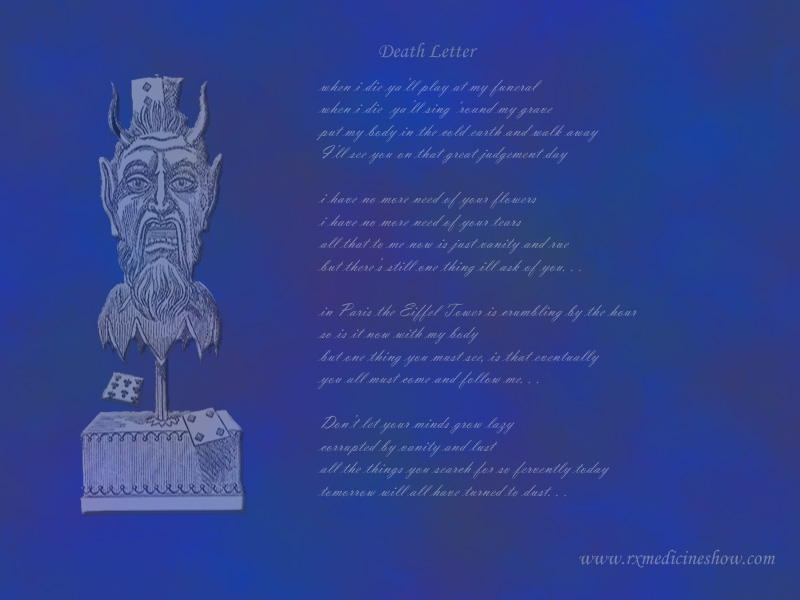 Death Letter
when i die ya'll play at my funeral
when i die ya'll sing 'round my grave
put my body in the cold earth and walk away
I'll see you on that great judgement day
i have no more need of your flowers
i have no more need of your tears
all that to me now is just vanity and rue
but there's still one thing ill ask of you. . .
in Paris the Eiffel Tower is crumbling by the hour
so is it now with my body
but one thing you must see, is that eventually
you all must come and follow me. . .
Don't let your minds grow lazy
corrupted by vanity and lust
all the things you search for so fervently today
tomorrow will all have turned to dust. . .
www.rxmedicineshow.com